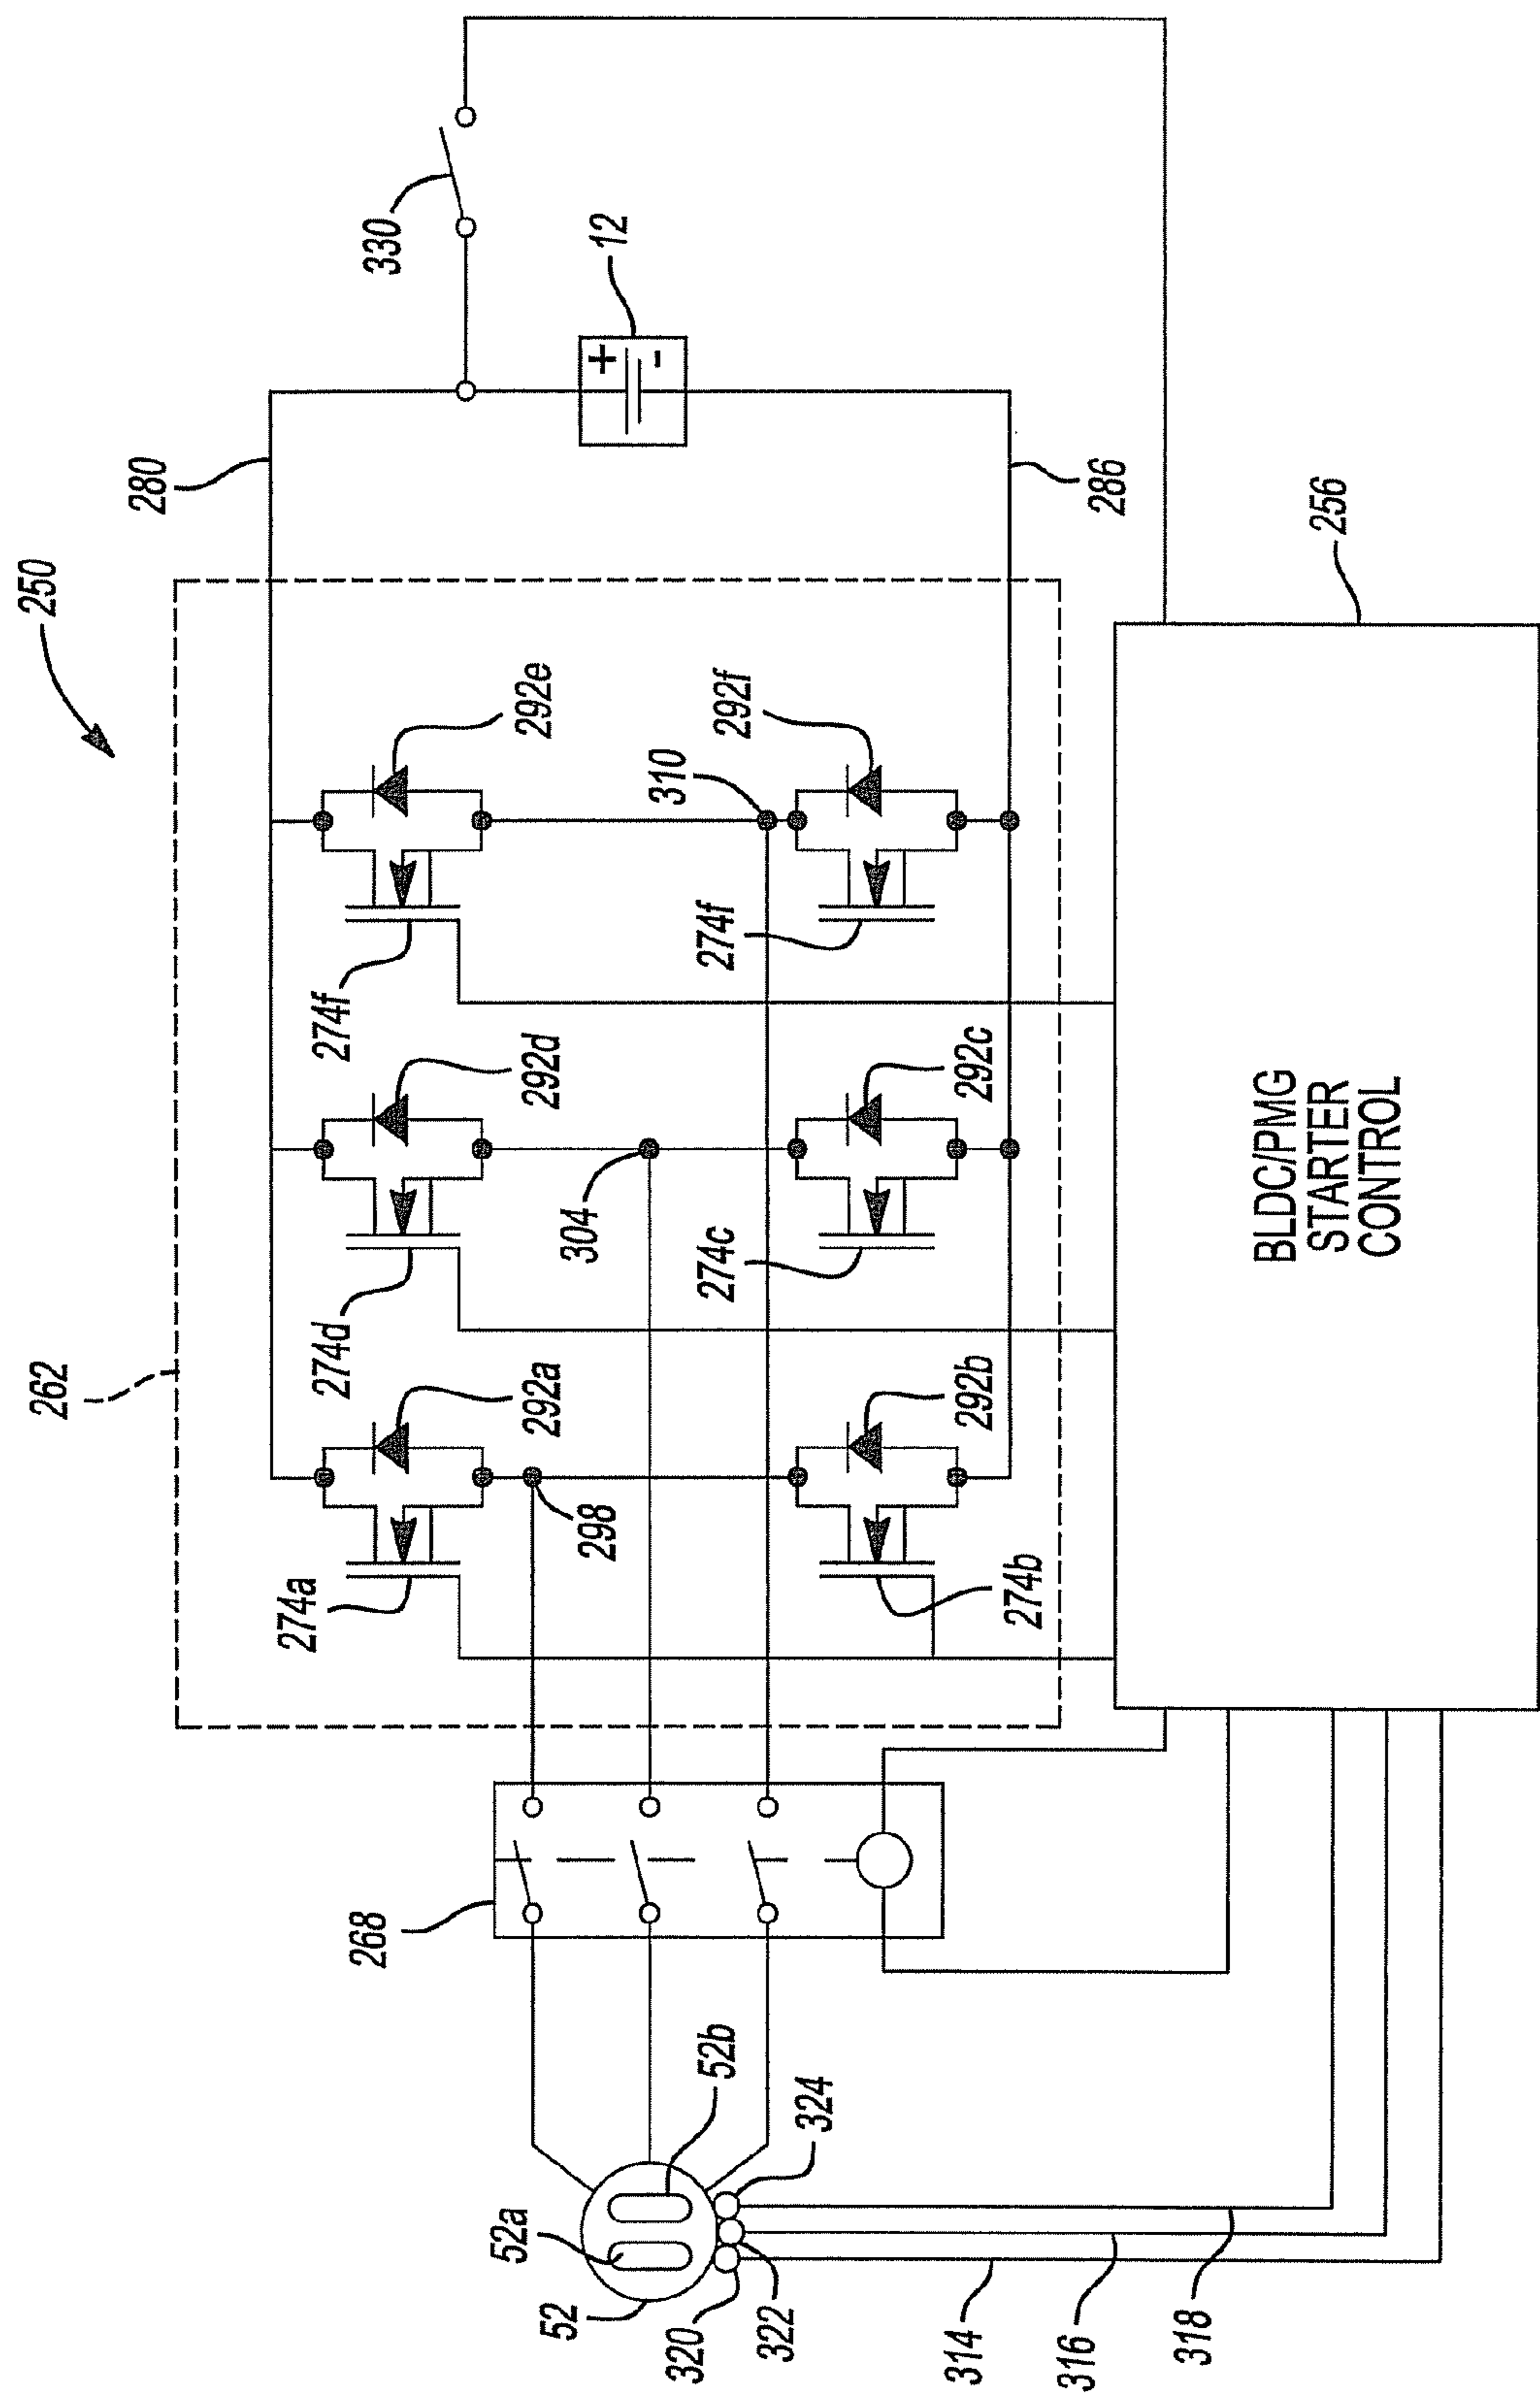 250
262
280
330
12
286
256
274a
292a
274d
292d
274f
292e
298
304
310
274b
292b
274c
292c
274f
292f
268
52
52a
52b
320
322
324
314
316
318
+
-
BLDC/PMG
STARTER
CONTROL